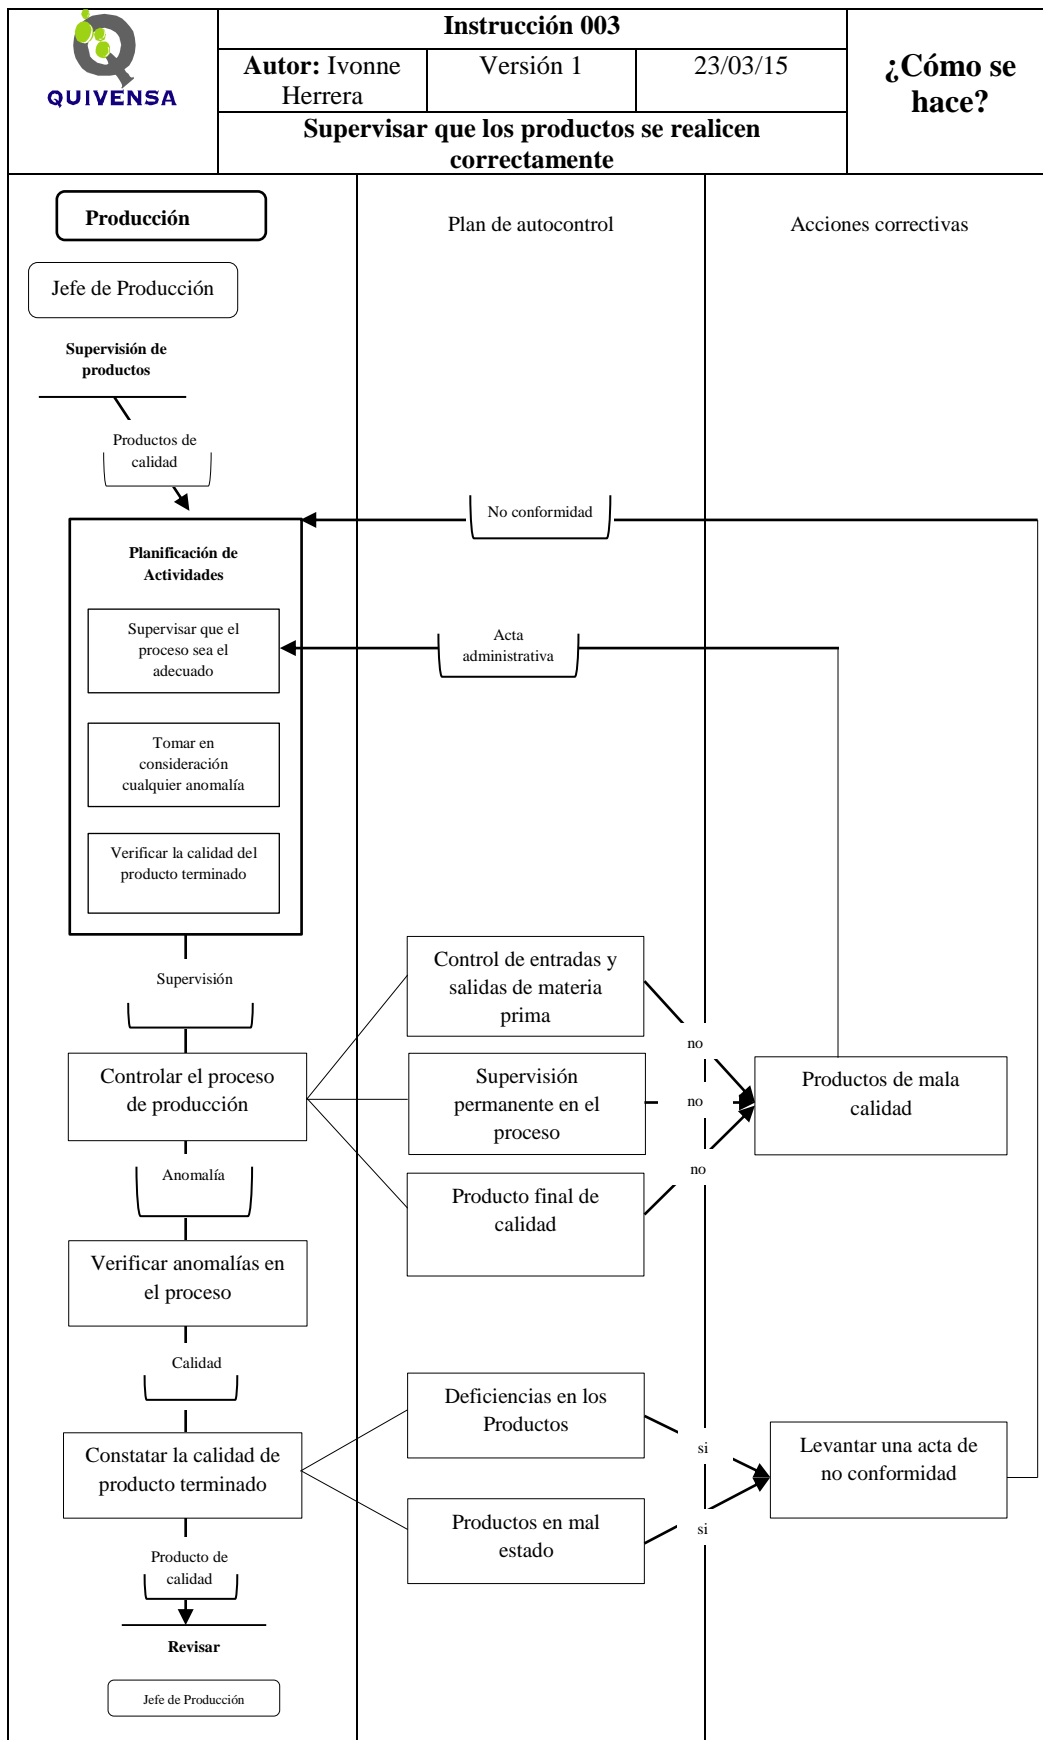 QUIVENSA
Instrucción 003
Autor: Ivonne
Herrera
Versión 1
23/03/15
Supervisar que los productos se realicen
correctamente
¿Cómo se
hace?
Producción
Plan de autocontrol
Acciones correctivas
Jefe de Producción
Supervisión de
productos
Productos de
calidad
No conformidad
Planificación de
Actividades
Supervisar que el
proceso sea el
adecuado
Acta
administrativa
Tomar en
consideración
cualquier anomalía
Verificar la calidad del
producto terminado
Supervisión
Control de entradas y
salidas de materia
prima
no
Controlar el proceso
de producción
Supervisión
permanente en el
proceso
no
Productos de mala
calidad
Anomalía
Producto final de
calidad
no
Verificar anomalías en
el proceso
Calidad
Deficiencias en los
Productos
si
Constatar la calidad de
producto terminado
Levantar una acta de
no conformidad
Productos en mal
estado
si
Producto de
calidad
Revisar
Jefe de Producción